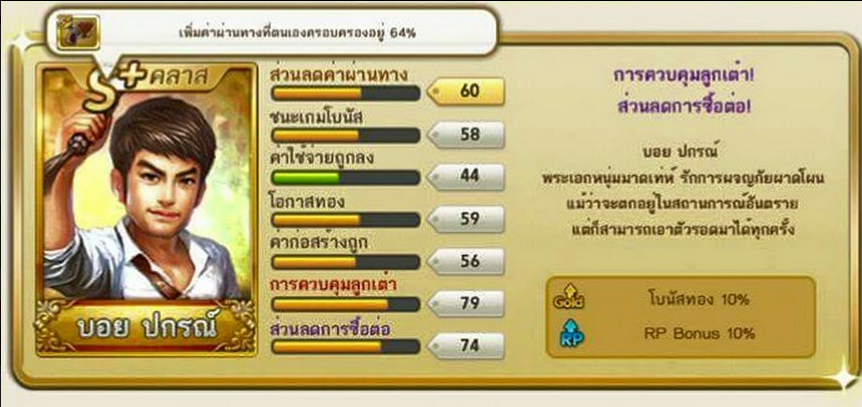 เพิ่มค่าผ่านทางที่ตนเองครอบครองอยู่ 64%
S+ คลาส
บอย ปกรณ์
ส่วนลดค่าผ่านทาง 60
ชนะเกมโบนัส 58
ค่าใช้จ่ายถูกลง 44
โอกาสทอง 59
ค่าก่อสร้างถูก 56
การควบคุมลูกเต๋า 79
ส่วนลดการซื้อต่อ 74
การควบคุมลูกเต๋า!
ส่วนลดการซื้อต่อ!
บอย ปกรณ์
พระเอกหนุ่มมาดเท่ห์ รักการผจญภัยผาดโผน
แม้ว่าจะตกอยู่ในสถานการณ์อันตราย
แต่ก็สามารถเอาตัวรอดมาได้ทุกครั้ง
Gold โบนัสทอง 10%
RP RP Bonus 10%